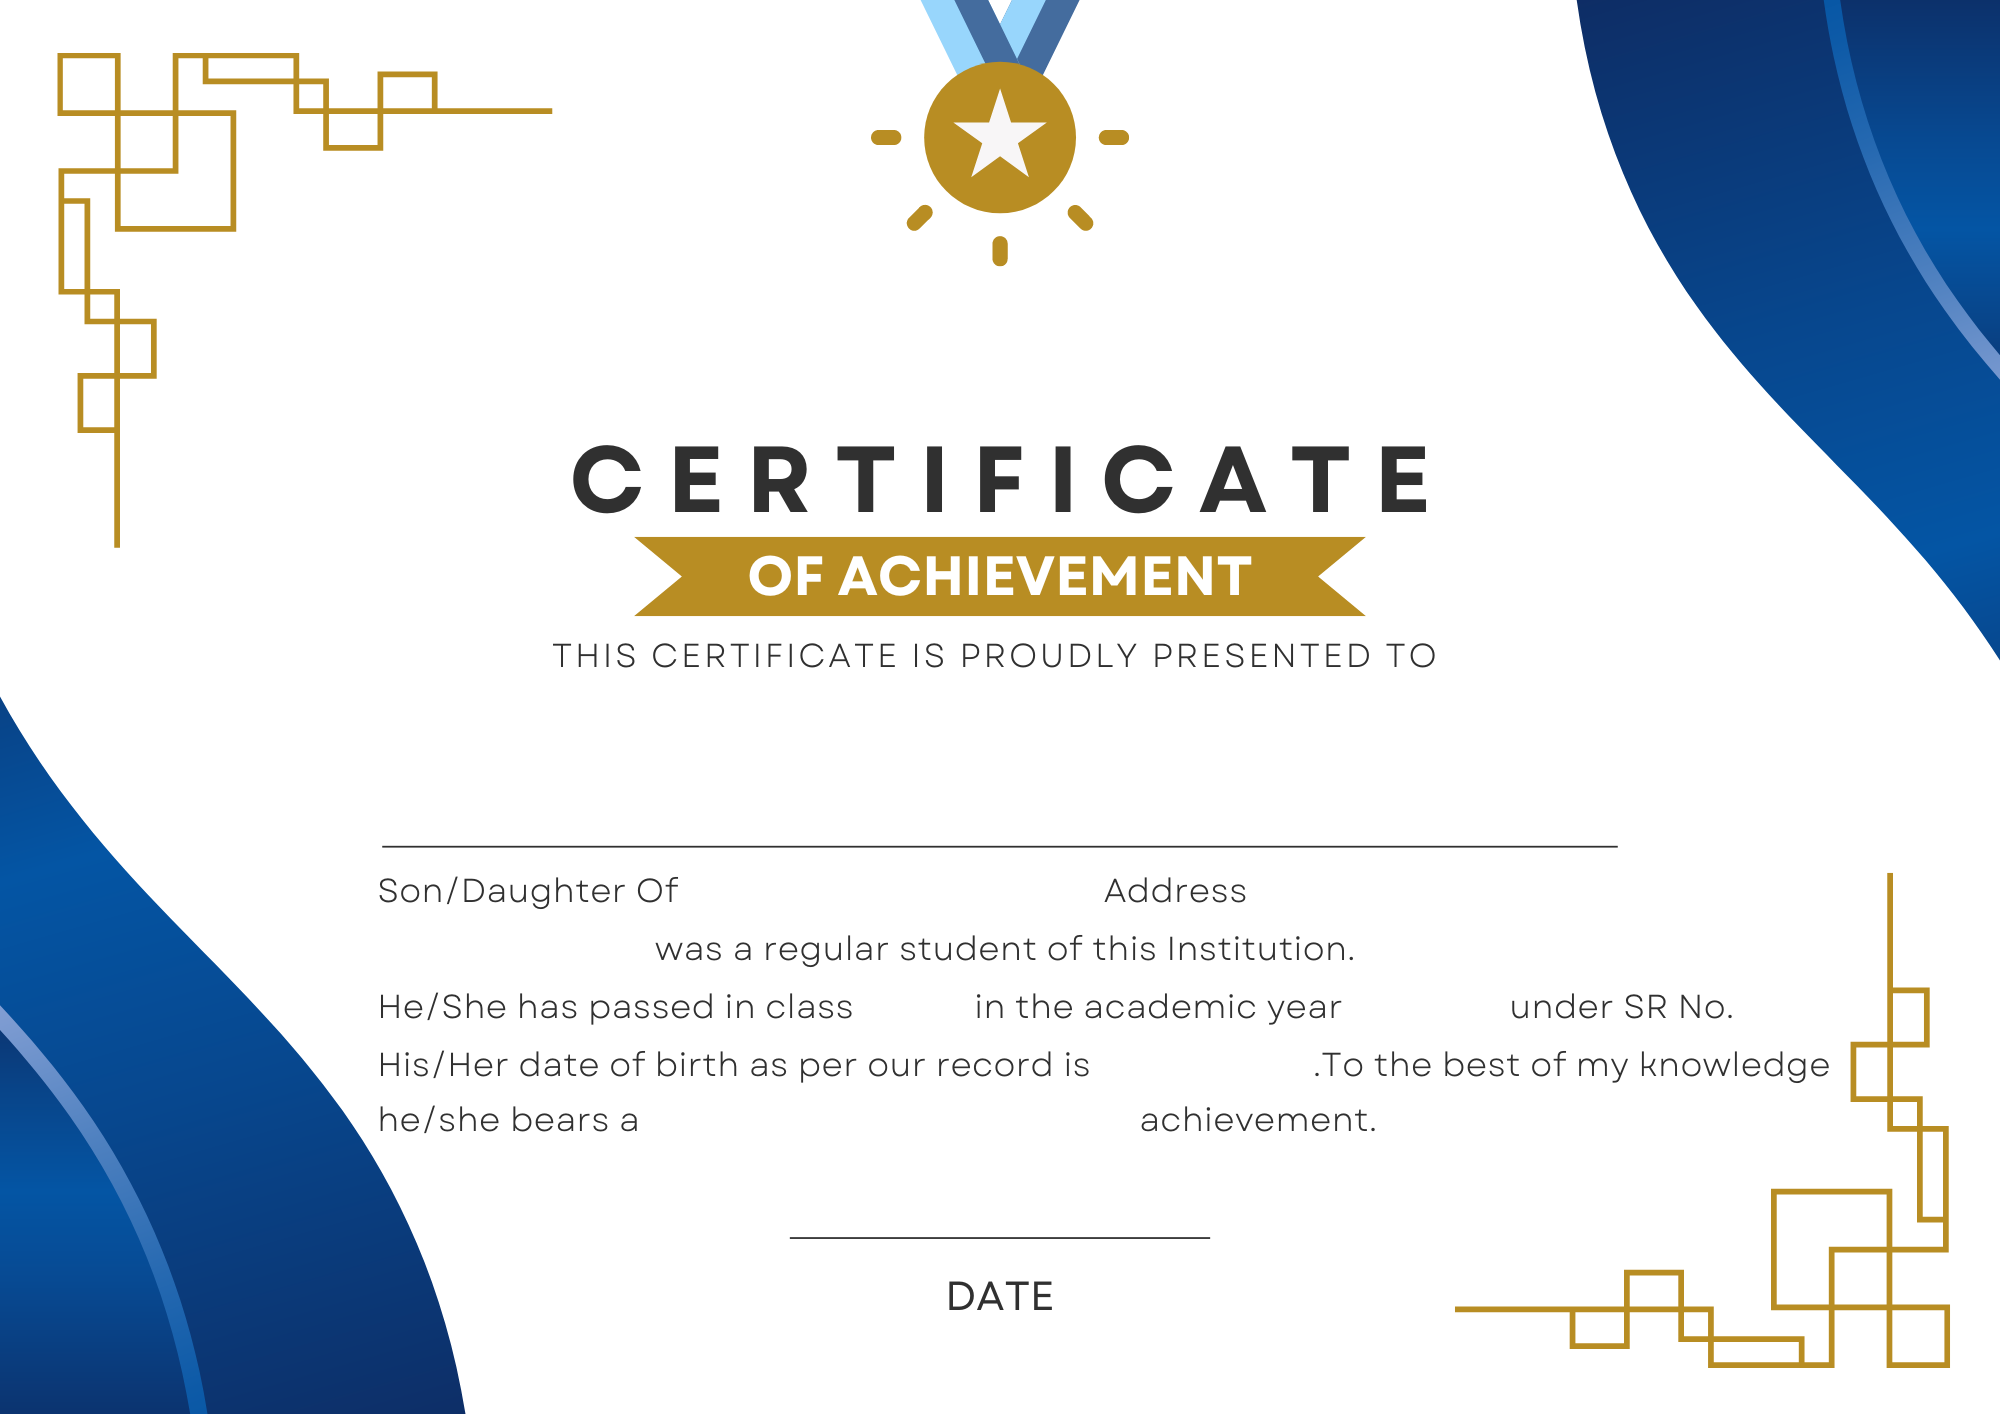 CERTIFICATE
OF ACHIEVEMENT
THIS CERTIFICATE IS PROUDLY PRESENTED TO
Son/Daughter Of Address
was a regular student of this Institution.
He/She has passed in class in the academic year under SR No.
His/Her date of birth as per our record is .To the best of my knowledge
he/she bears a achievement.
DATE